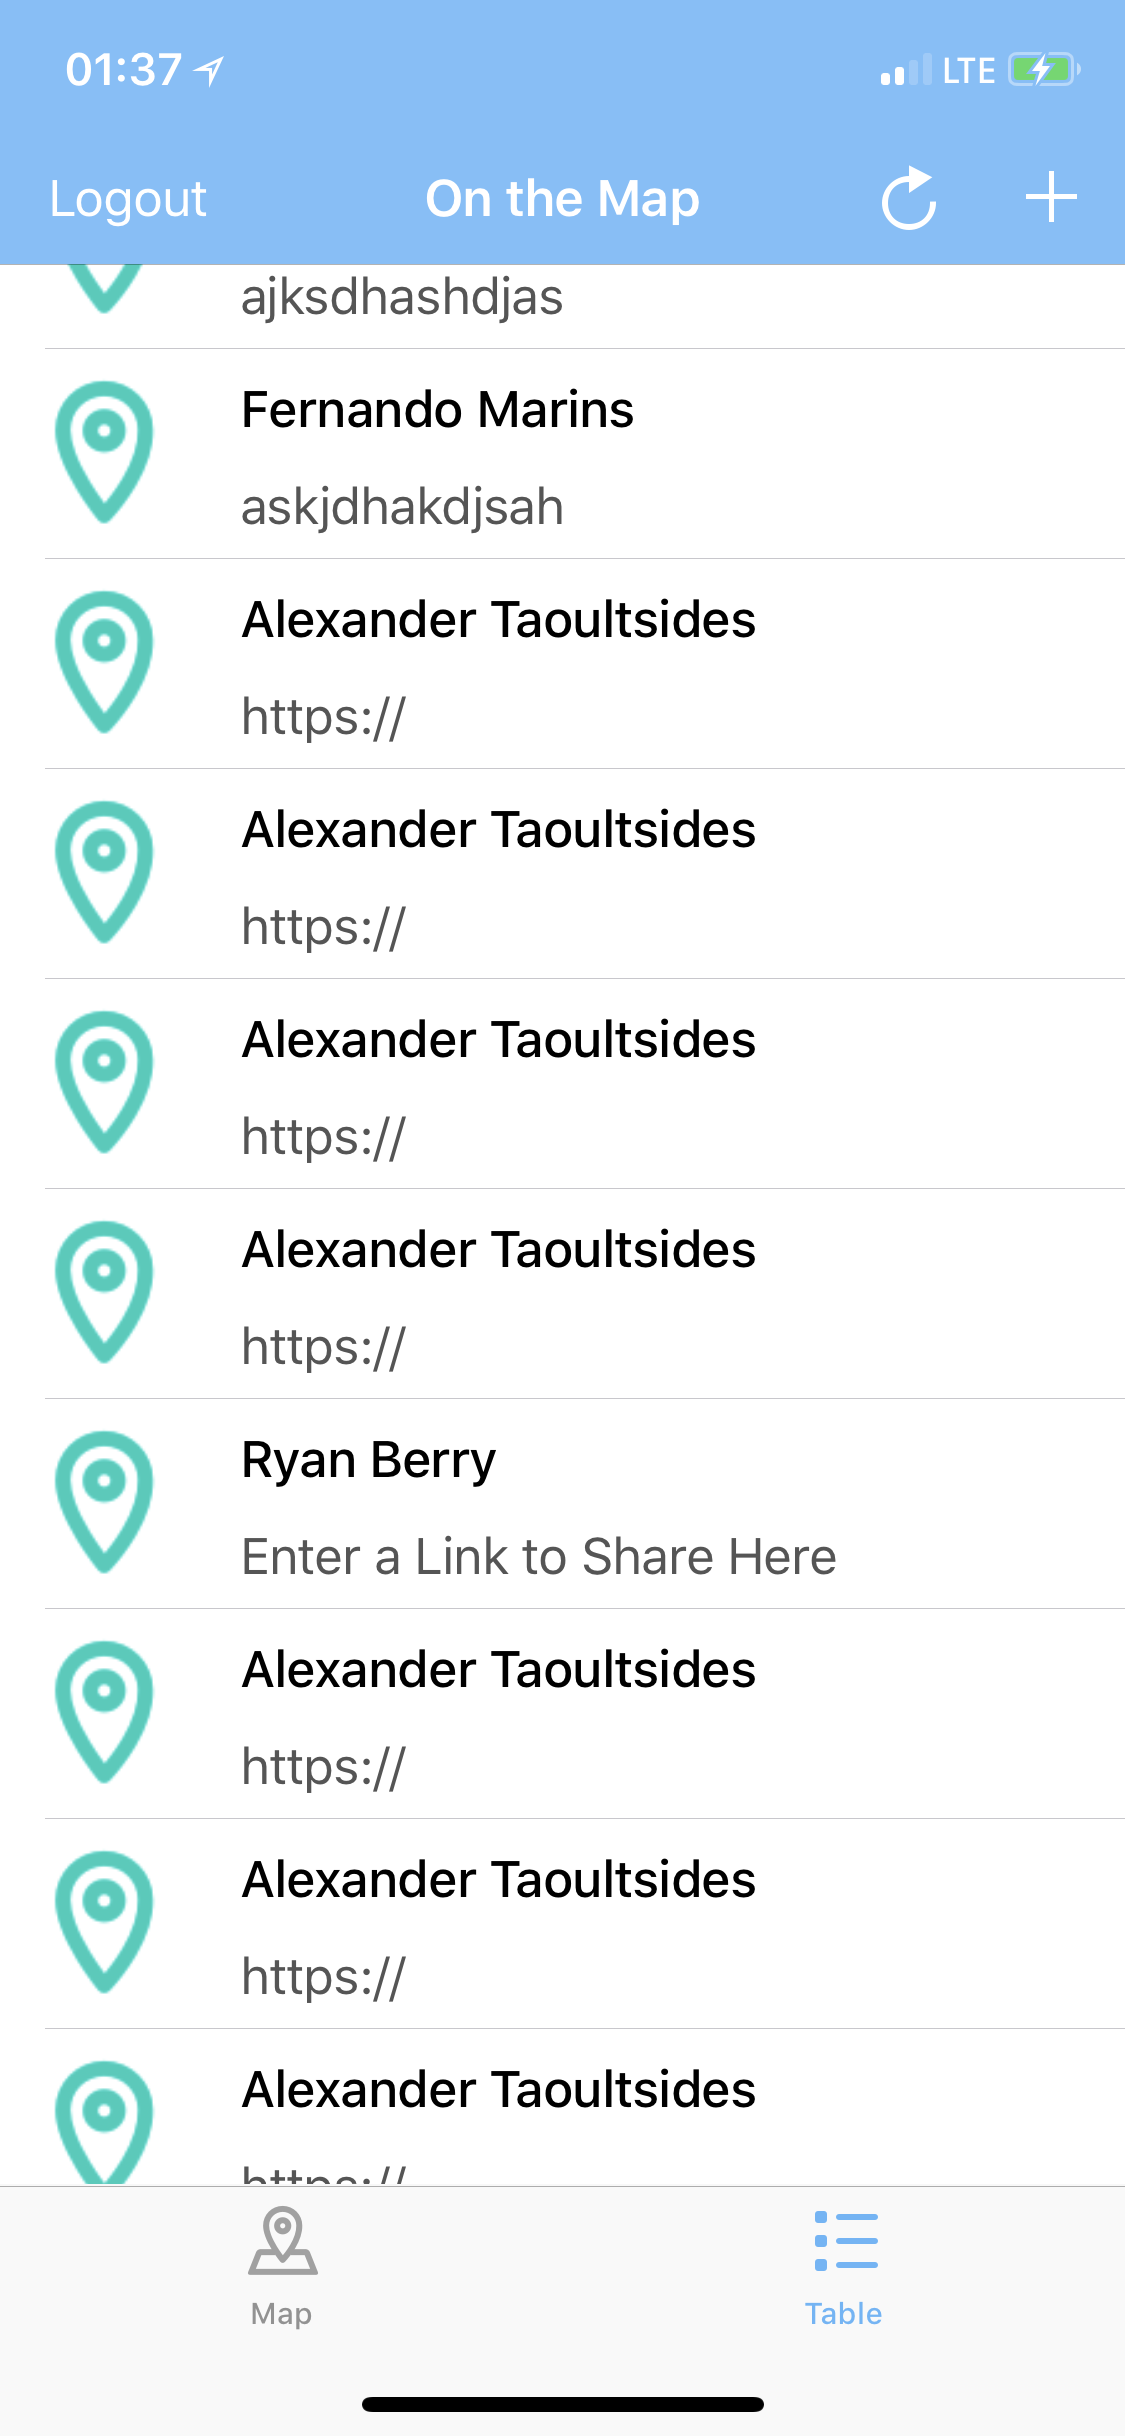 01:37 LTE
Logout On the Map
ajksdhashdjas
Fernando Marins
askjdhakdjsah
Alexander Taoultsides
https://
Alexander Taoultsides
https://
Alexander Taoultsides
https://
Alexander Taoultsides
https://
Ryan Berry
Enter a Link to Share Here
Alexander Taoultsides
https://
Alexander Taoultsides
https://
Alexander Taoultsides
https://
Map Table